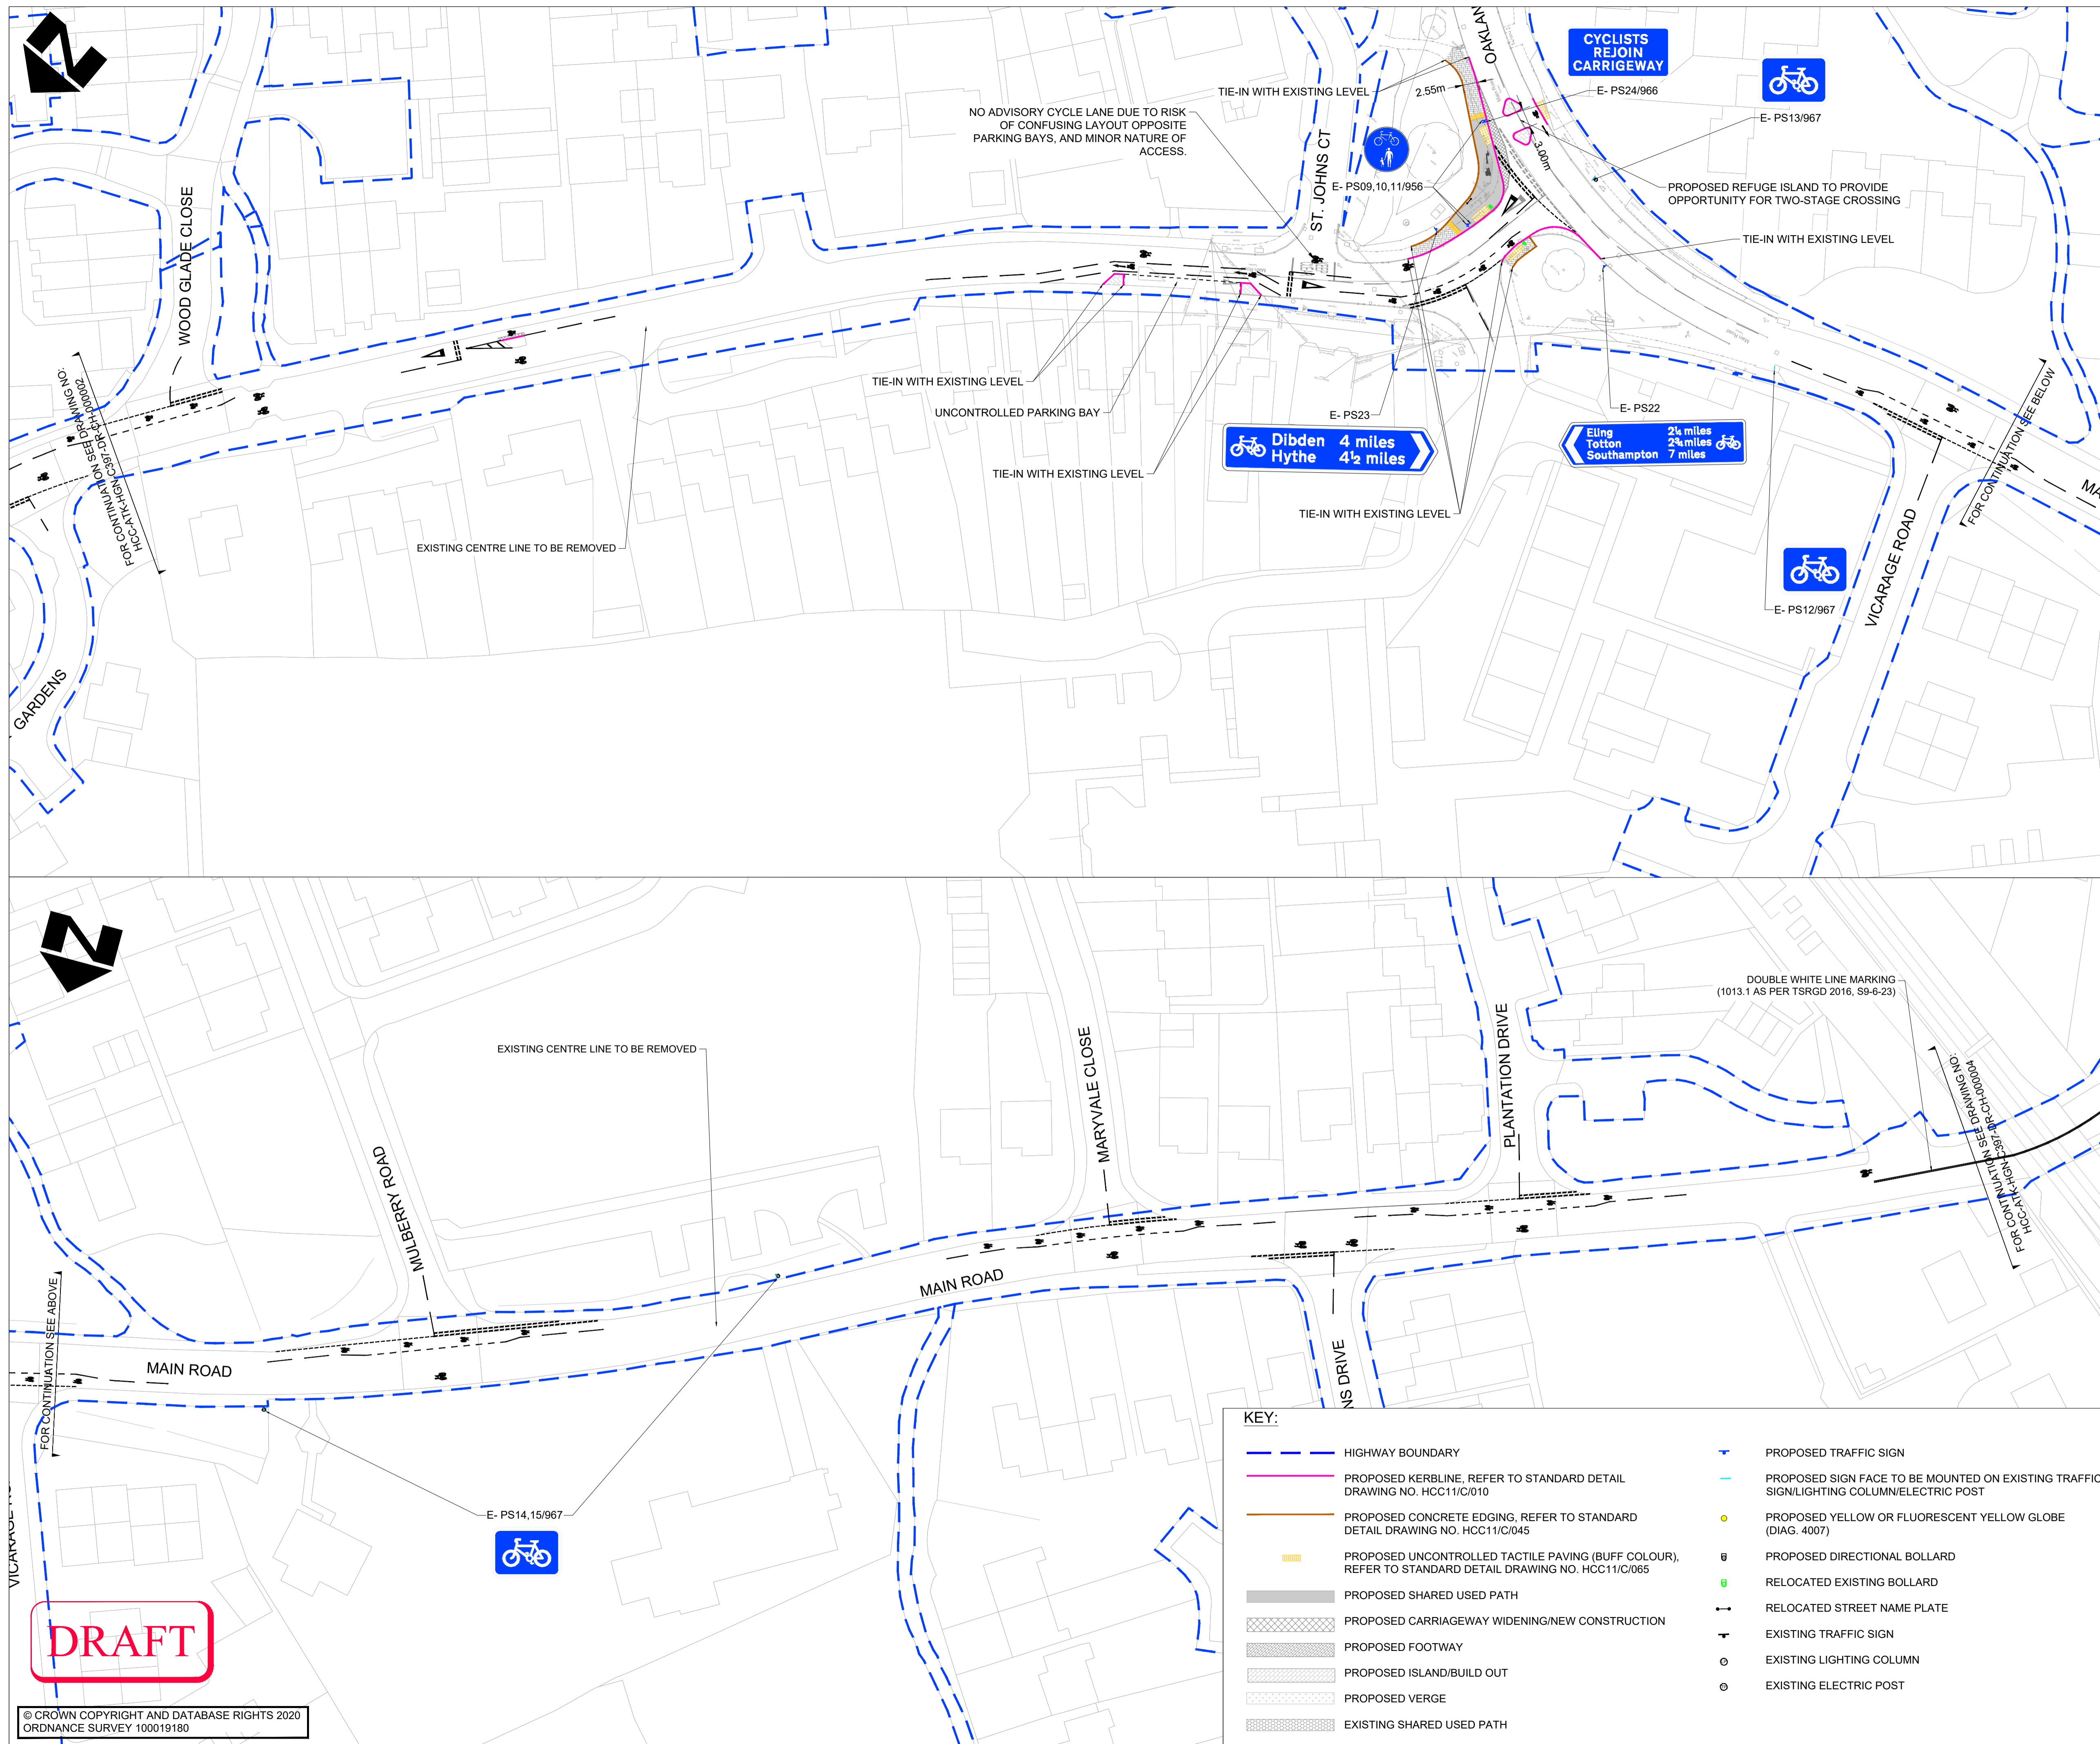 OAKLAN
CYCLISTS
REJOIN
CARRIGEWAY
TIE-IN WITH EXISTING LEVEL
2.55m
E- PS24/966
NO ADVISORY CYCLE LANE DUE TO RISK
OF CONFUSING LAYOUT OPPOSITE
PARKING BAYS, AND MINOR NATURE OF
ACCESS.
E- PS13/967
3.00m
ST. JOHNS CT
E- PS09,10,11/956
PROPOSED REFUGE ISLAND TO PROVIDE
OPPORTUNITY FOR TWO-STAGE CROSSING
WOOD GLADE CLOSE
TIE-IN WITH EXISTING LEVEL
FOR CONTINUATION SEE DRAWING NO:
HCC-ATK-HGN-C397-DR-CH-0000002
TIE-IN WITH EXISTING LEVEL
UNCONTROLLED PARKING BAY
E- PS23
E- PS22
Dibden 4 miles
Hythe 4½ miles
Eling 2¼ miles
Totton 2¾ miles
Southampton 7 miles
FOR CONTINUATION SEE BELOW
MA
TIE-IN WITH EXISTING LEVEL
TIE-IN WITH EXISTING LEVEL
EXISTING CENTRE LINE TO BE REMOVED
VICARAGE ROAD
E- PS12/967
GARDENS
DOUBLE WHITE LINE MARKING
(1013.1 AS PER TSRGD 2016, S9-6-23)
EXISTING CENTRE LINE TO BE REMOVED
MARYVALE CLOSE
PLANTATION DRIVE
FOR CONTINUATION SEE DRAWING NO:
HCC-ATK-HGN-C397-DR-CH-0000004
MULBERRY ROAD
MAIN ROAD
FOR CONTINUATION SEE ABOVE
MAIN ROAD
NS DRIVE
VICARAGE RO
E- PS14,15/967
DRAFT
© CROWN COPYRIGHT AND DATABASE RIGHTS 2020
ORDNANCE SURVEY 100019180
KEY:
HIGHWAY BOUNDARY
PROPOSED KERBLINE, REFER TO STANDARD DETAIL
DRAWING NO. HCC11/C/010
PROPOSED CONCRETE EDGING, REFER TO STANDARD
DETAIL DRAWING NO. HCC11/C/045
PROPOSED UNCONTROLLED TACTILE PAVING (BUFF COLOUR),
REFER TO STANDARD DETAIL DRAWING NO. HCC11/C/065
PROPOSED SHARED USED PATH
PROPOSED CARRIAGEWAY WIDENING/NEW CONSTRUCTION
PROPOSED FOOTWAY
PROPOSED ISLAND/BUILD OUT
PROPOSED VERGE
EXISTING SHARED USED PATH
PROPOSED TRAFFIC SIGN
PROPOSED SIGN FACE TO BE MOUNTED ON EXISTING TRAFFIC
SIGN/LIGHTING COLUMN/ELECTRIC POST
PROPOSED YELLOW OR FLUORESCENT YELLOW GLOBE
(DIAG. 4007)
PROPOSED DIRECTIONAL BOLLARD
RELOCATED EXISTING BOLLARD
RELOCATED STREET NAME PLATE
EXISTING TRAFFIC SIGN
EXISTING LIGHTING COLUMN
EXISTING ELECTRIC POST